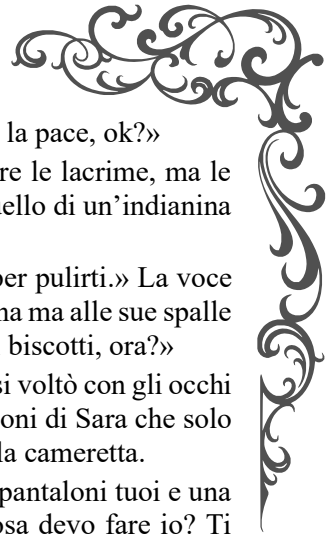 la pace, ok?»
re le lacrime, ma le
uello di un’indianina
per pulirti.» La voce
na ma alle sue spalle
biscotti, ora?»
si voltò con gli occhi
oni di Sara che solo
la cameretta.
pantaloni tuoi e una
osa devo fare io? Ti